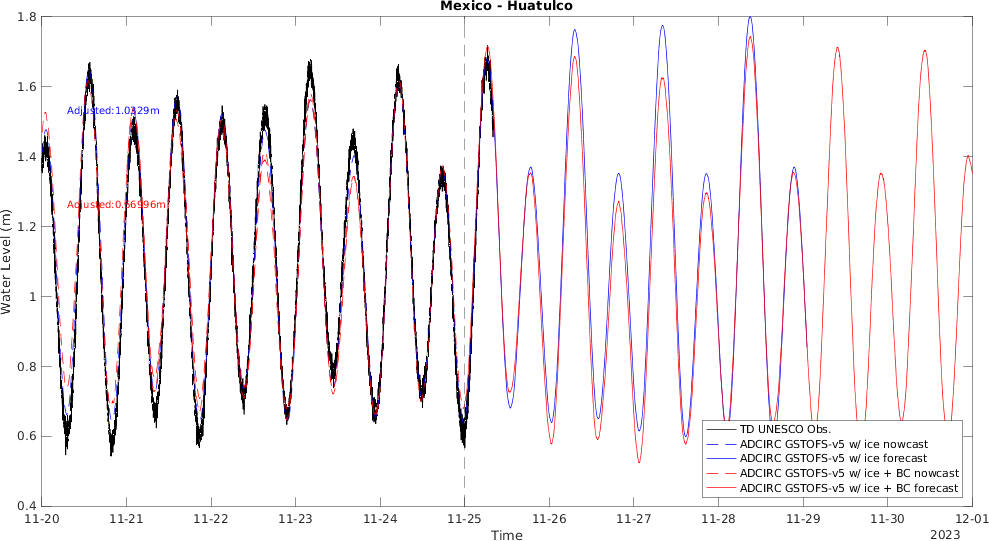 Mexico - Huatulco
1.8
1.6
1.4
1.2
1
0.8
0.6
0.4
Water Level (m)
Adjusted:1.0329m
Adjusted:0.66996m
TD UNESCO Obs.
ADCIRC GSTOFS-v5 w/ ice nowcast
ADCIRC GSTOFS-v5 w/ ice forecast
ADCIRC GSTOFS-v5 w/ ice + BC nowcast
ADCIRC GSTOFS-v5 w/ ice + BC forecast
11-20 11-21 11-22 11-23 11-24 11-25 11-26 11-27 11-28 11-29 11-30 12-01
Time
2023